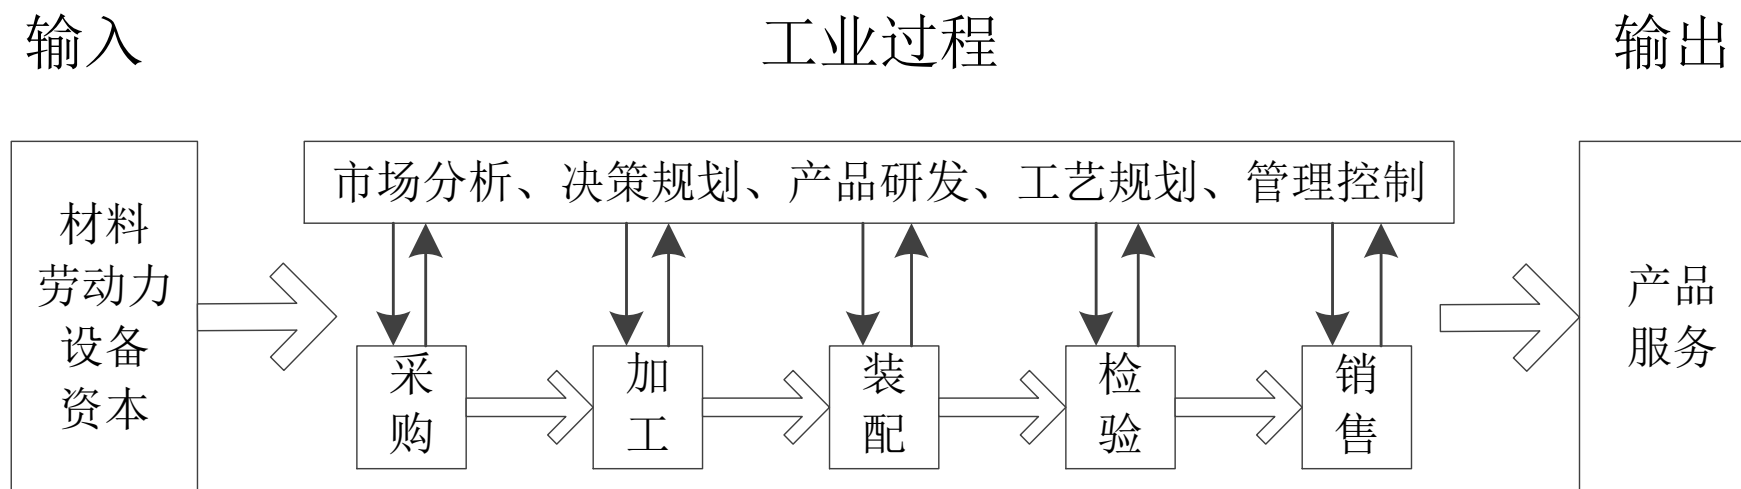 输入
工业过程
输出
材料
劳动力
设备
资本
市场分析、决策规划、产品研发、工艺规划、管理控制
采购
加工
装配
检验
销售
产品
服务